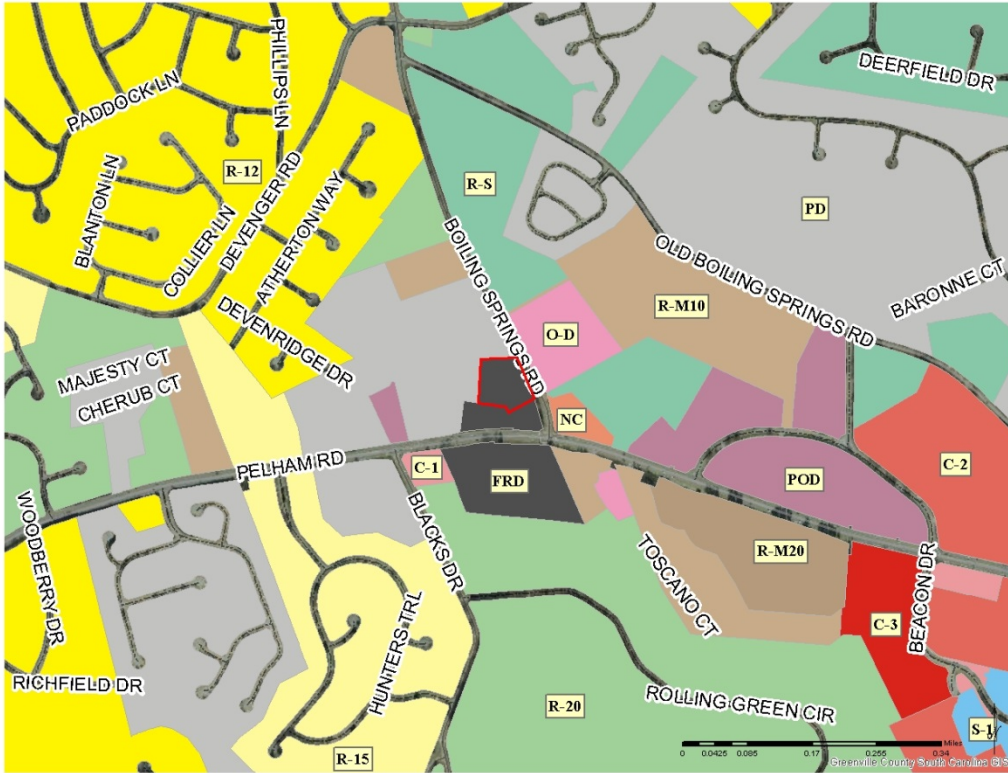 PHILLIPS LN
DEERFIELD DR
PADDOCK LN
R-12
R-S
PD
BLANTON LN
COLLIER LN
DEVENGER RD
ATHERTON WAY
BOILING SPRINGS RD
OLD BOILING SPRINGS RD
BARONNE CT
R-M10
O-D
DEVENRIDGE DR
MAJESTY CT
CHERUB CT
NC
PELHAM RD
C-1
FRD
POD
C-2
WOODBERRY DR
BLACKS DR
R-M20
TOSCANO CT
C-3
BEACON DR
HUNTERS TRL
RICHFIELD DR
R-20
ROLLING GREEN CIR
R-15
S-1
Miles
0 0.0425 0.085 0.17 0.255 0.34
Greenville County South Carolina GIS